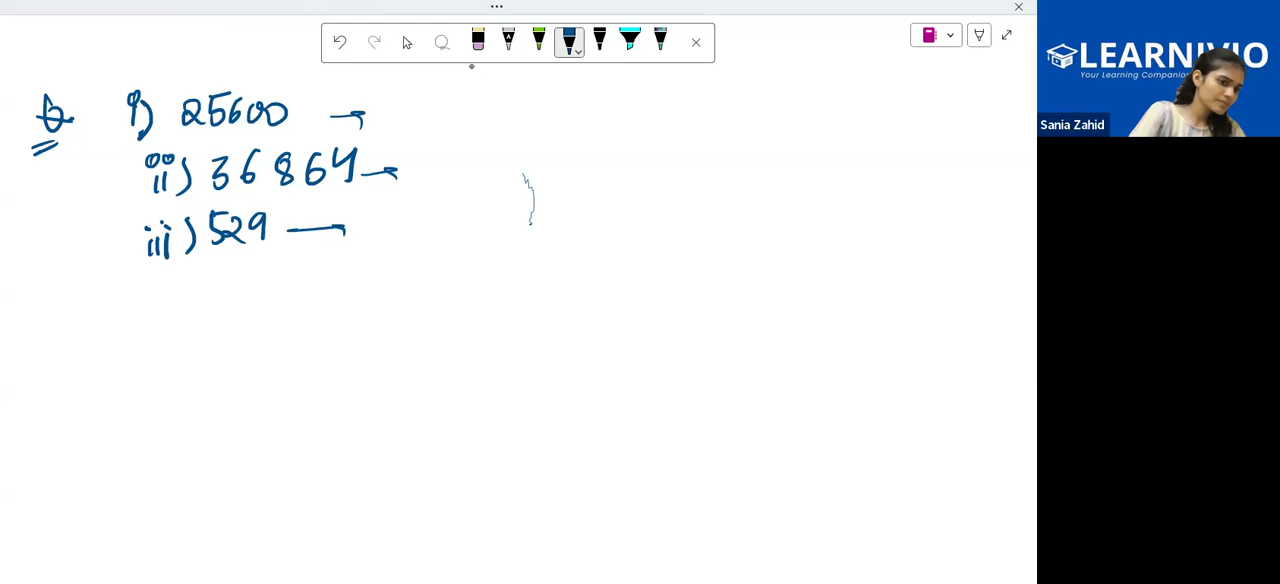 LEARNIVIO
Your Learning Companion
Sania Zahid
Q i) 25600 →
ii) 36864 →
iii) 529 →